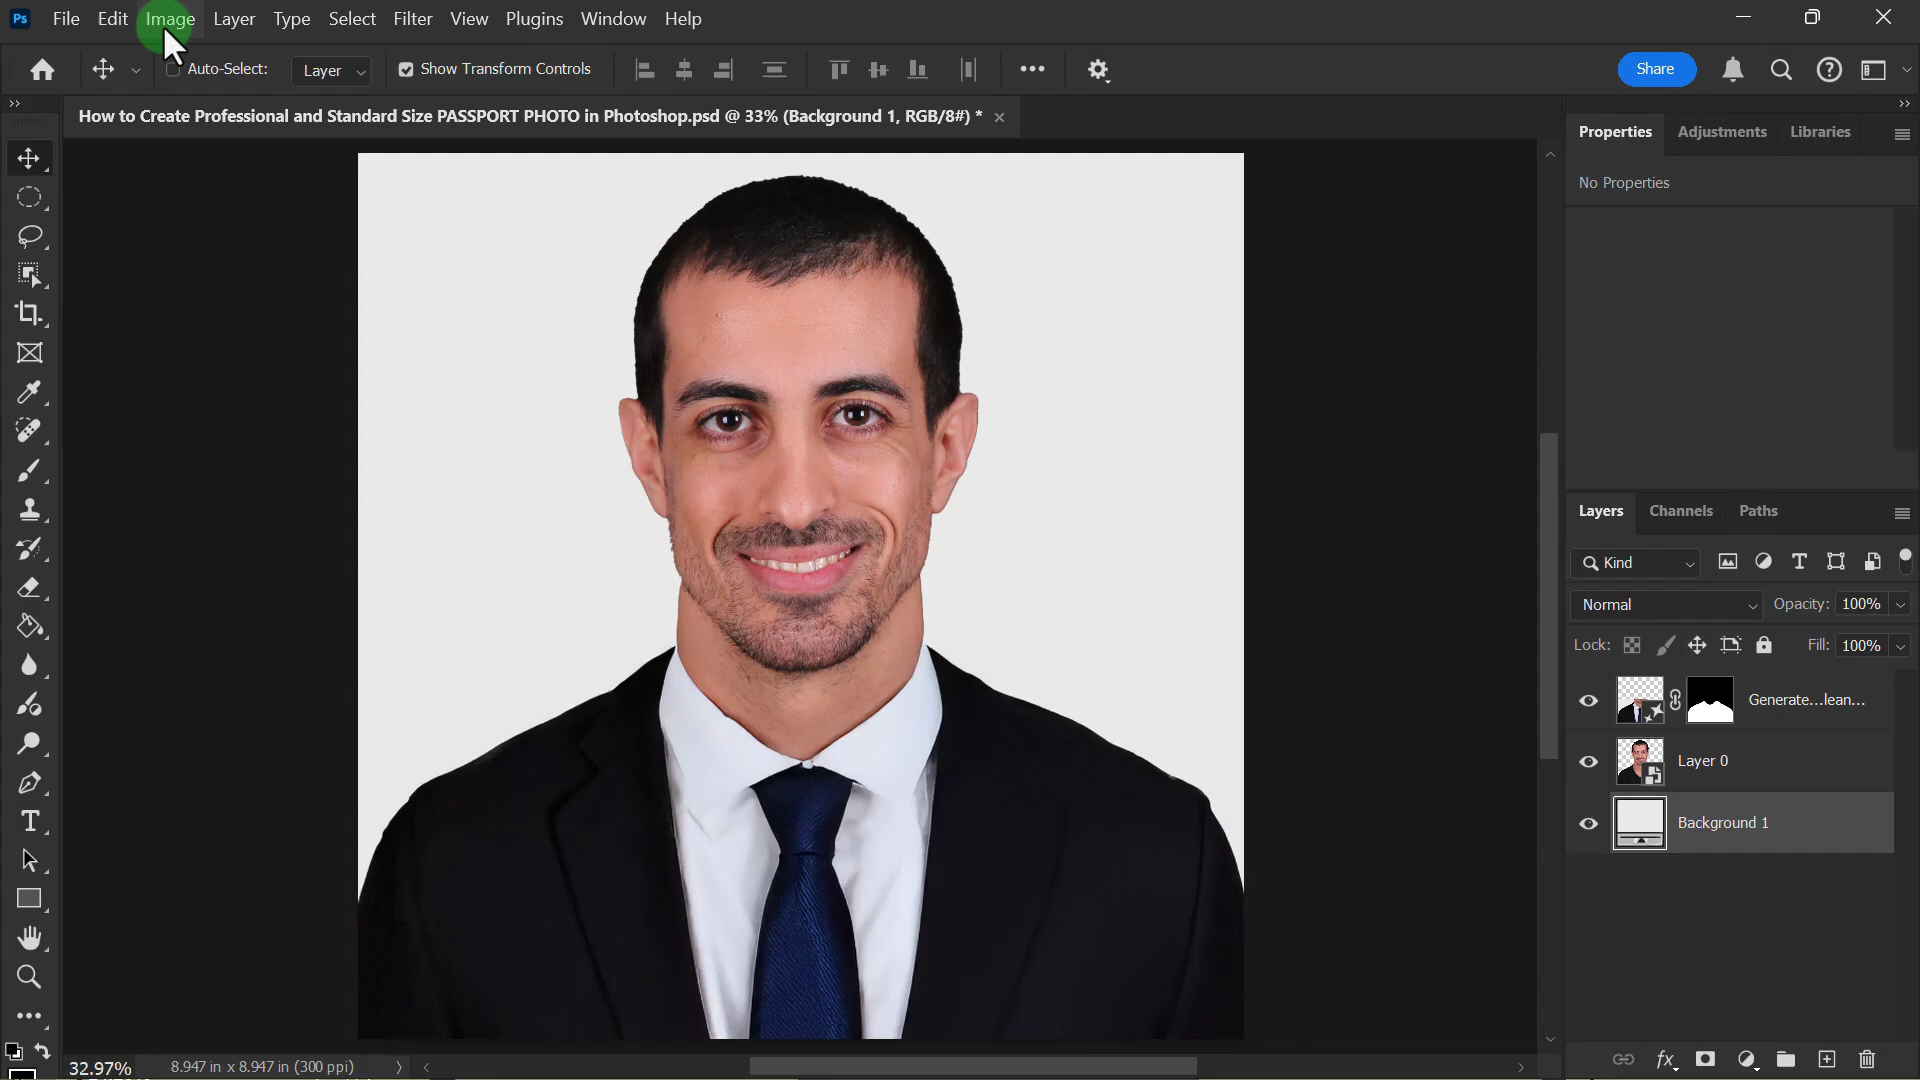 Ps File Edit Image Layer Type Select Filter View Plugins Window Help
Auto-Select: Layer Show Transform Controls Share
How to Create Professional and Standard Size PASSPORT PHOTO in Photoshop.psd @ 33% (Background 1, RGB/8#) *
Properties Adjustments Libraries
No Properties
Layers Channels Paths
Kind
Normal Opacity: 100%
Lock: Fill: 100%
Generate...lean...
Layer 0
Background 1
32.97% 8.947 in x 8.947 in (300 ppi)